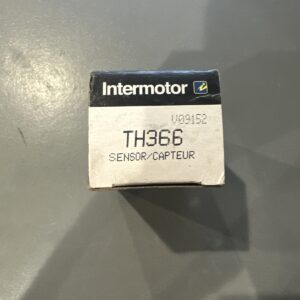 Intermotor
V09152
TH366
SENSOR/CAPTEUR